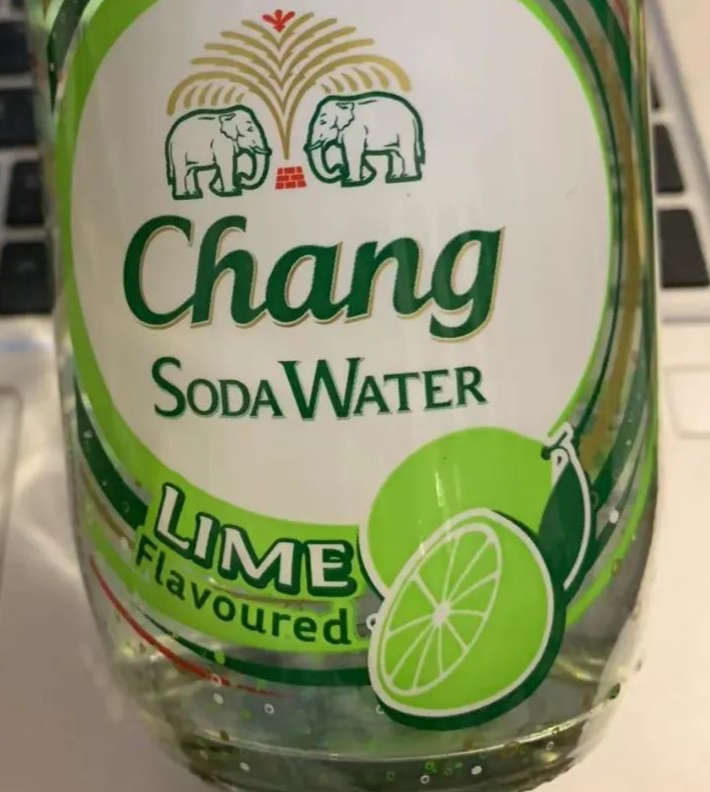 Chang
SODA WATER
LIME
Flavoured